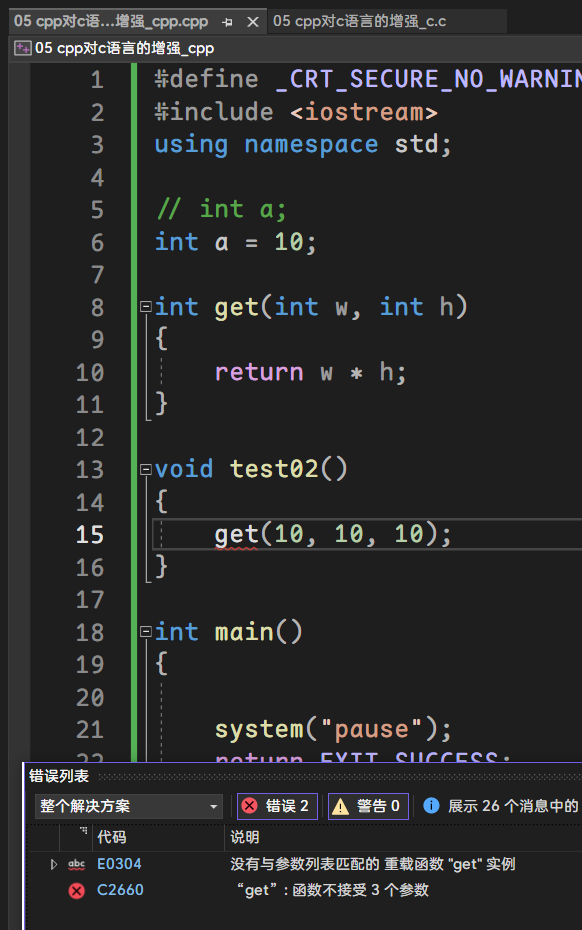 05 cpp对c语...增强_cpp.cpp
05 cpp对c语言的增强_c.c
05 cpp对c语言的增强_cpp
1 #define _CRT_SECURE_NO_WARNIN
2 #include <iostream>
3 using namespace std;
4
5 // int a;
6 int a = 10;
7
8 int get(int w, int h)
9 {
10 return w * h;
11 }
12
13 void test02()
14 {
15 get(10, 10, 10);
16 }
17
18 int main()
19 {
20
21 system("pause");
22 return EXIT_SUCCESS;
错误列表
整个解决方案 错误 2 警告 0 展示 26 个消息中的
代码 说明
abc E0304 没有与参数列表匹配的 重载函数 "get" 实例
C2660 “get”: 函数不接受 3 个参数